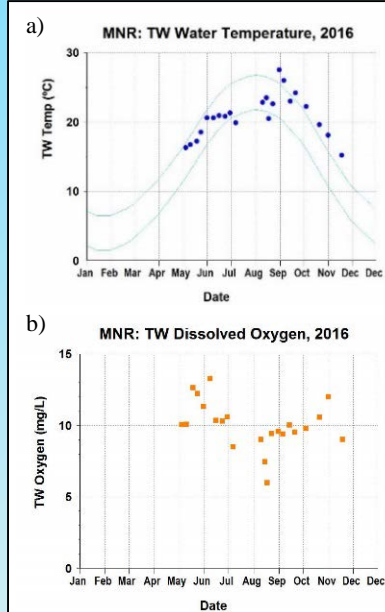 a)
MNR: TW Water Temperature, 2016
30
20
10
0
TW Temp (ºC)
Jan Feb Mar Apr May Jun Jul Aug Sep Oct Nov Dec Dec
Date
b)
MNR: TW Dissolved Oxygen, 2016
15
10
5
0
TW Oxygen (mg/L)
Jan Feb Mar Apr May Jun Jul Aug Sep Oct Nov Dec Dec
Date